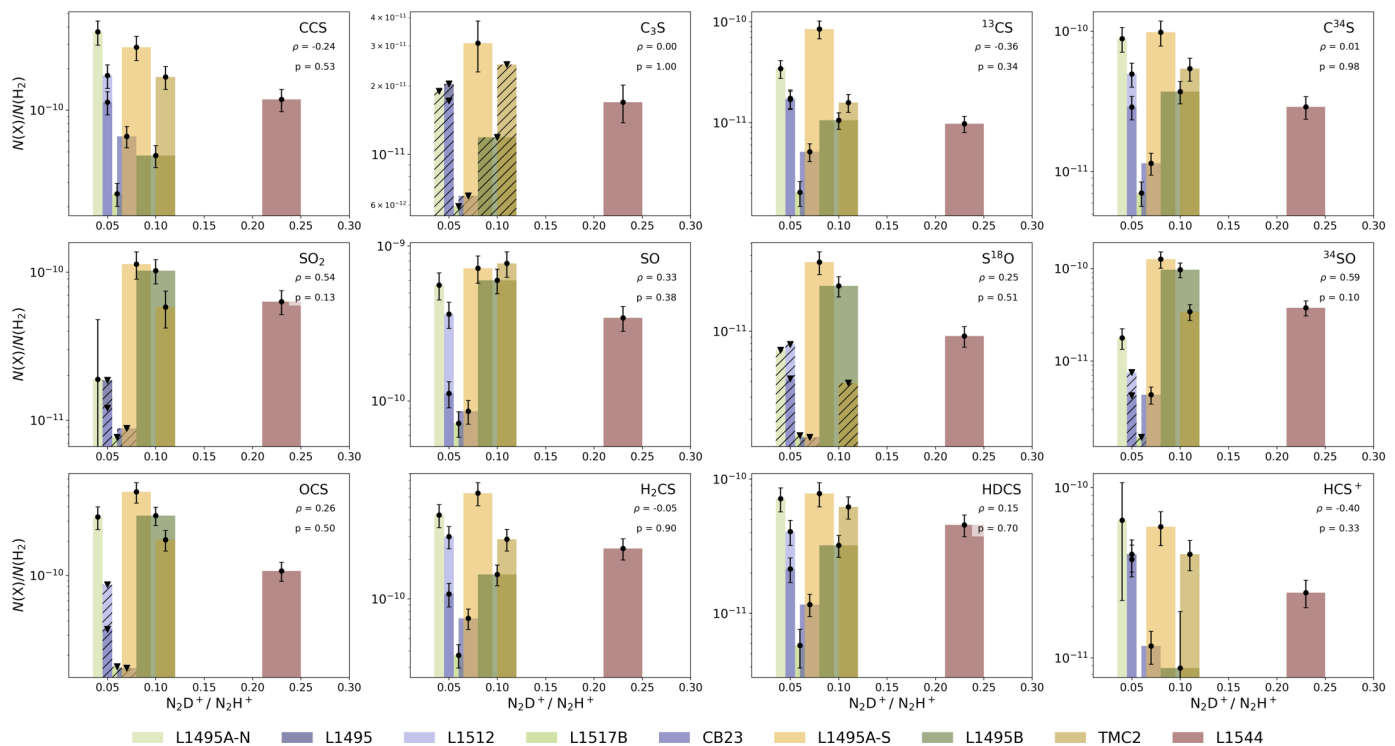 CCS
ρ = -0.24
p = 0.53
10⁻¹⁰
N(X)/N(H₂)
0.05 0.10 0.15 0.20 0.25 0.30
C₃S
ρ = 0.00
p = 1.00
4 × 10⁻¹¹
3 × 10⁻¹¹
2 × 10⁻¹¹
10⁻¹¹
6 × 10⁻¹²
0.05 0.10 0.15 0.20 0.25 0.30
¹³CS
ρ = -0.36
p = 0.34
10⁻¹⁰
10⁻¹¹
0.05 0.10 0.15 0.20 0.25 0.30
C³⁴S
ρ = 0.01
p = 0.98
10⁻¹⁰
10⁻¹¹
0.05 0.10 0.15 0.20 0.25 0.30
SO₂
ρ = 0.54
p = 0.13
10⁻¹⁰
10⁻¹¹
N(X)/N(H₂)
0.05 0.10 0.15 0.20 0.25 0.30
SO
ρ = 0.33
p = 0.38
10⁻⁹
10⁻¹⁰
0.05 0.10 0.15 0.20 0.25 0.30
S¹⁸O
ρ = 0.25
p = 0.51
10⁻¹¹
0.05 0.10 0.15 0.20 0.25 0.30
³⁴SO
ρ = 0.59
p = 0.10
10⁻¹⁰
10⁻¹¹
0.05 0.10 0.15 0.20 0.25 0.30
OCS
ρ = 0.26
p = 0.50
10⁻¹⁰
N(X)/N(H₂)
0.05 0.10 0.15 0.20 0.25 0.30
N₂D⁺/ N₂H⁺
H₂CS
ρ = -0.05
p = 0.90
10⁻¹⁰
0.05 0.10 0.15 0.20 0.25 0.30
N₂D⁺/ N₂H⁺
HDCS
ρ = 0.15
p = 0.70
10⁻¹⁰
10⁻¹¹
0.05 0.10 0.15 0.20 0.25 0.30
N₂D⁺/ N₂H⁺
HCS⁺
ρ = -0.40
p = 0.33
10⁻¹⁰
10⁻¹¹
0.05 0.10 0.15 0.20 0.25 0.30
N₂D⁺/ N₂H⁺
L1495A-N L1495 L1512 L1517B CB23 L1495A-S L1495B TMC2 L1544